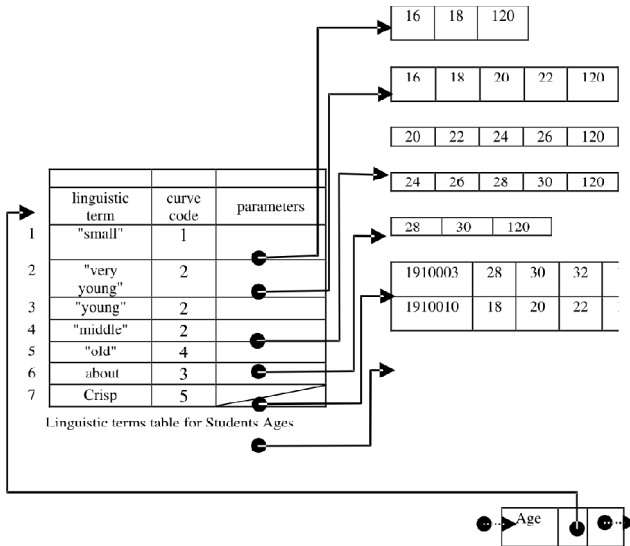 16 18 120
16 18 20 22 120
20 22 24 26 120
24 26 28 30 120
28 30 120
1910003 28 30 32
1910010 18 20 22
linguistic term curve code parameters
1 "small" 1
2 "very young" 2
3 "young" 2
4 "middle" 2
5 "old" 4
6 about 3
7 Crisp 5
Linguistic terms table for Students Ages
Age